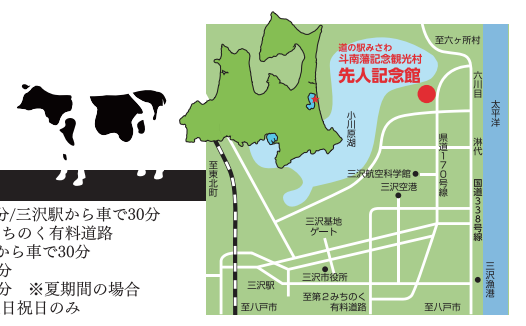 道の駅みさわ
斗南藩記念観光村
先人記念館
至六ヶ所村
六川目
太平洋
小川原湖
淋代
県道170号線
三沢航空科学館
三沢空港
国道338号線
至東北町
三沢基地
ゲート
三沢漁港
三沢市役所
三沢駅
至第2みちのく
有料道路
至八戸市
至八戸市
分/三沢駅から車で30分
ちのく有料道路
から車で30分
分
分 ※夏期間の場合
日祝日のみ